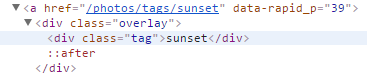 ▼<a href="/photos/tags/sunset" data-rapid_p="39">
▼<div class="overlay">
<div class="tag">sunset</div>
::after
</div>